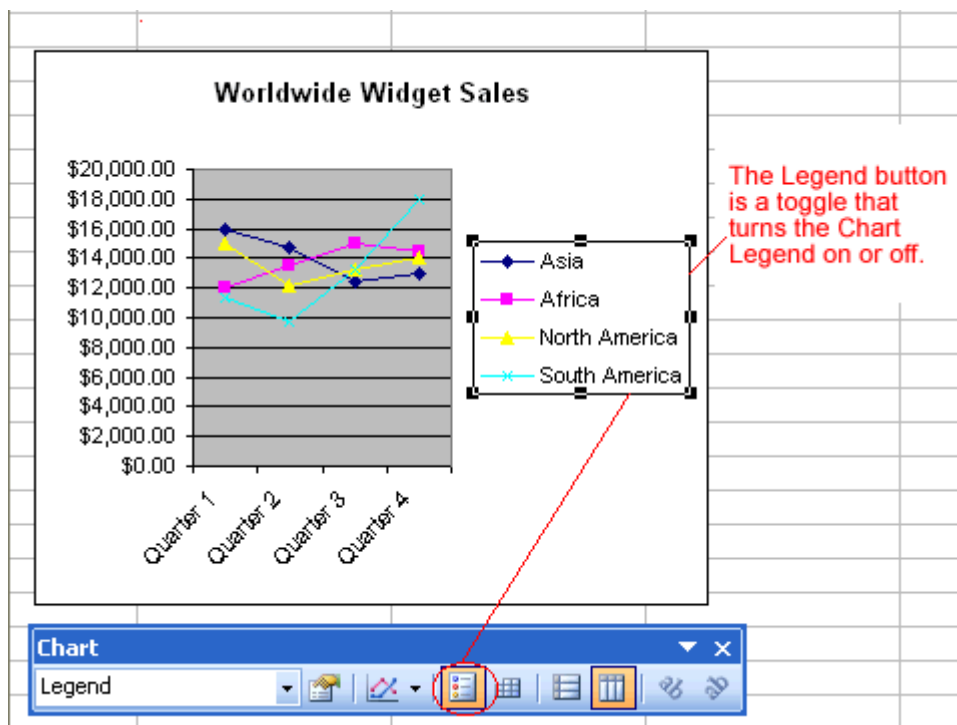 Worldwide Widget Sales
$20,000.00
$18,000.00
$16,000.00
$14,000.00
$12,000.00
$10,000.00
$8,000.00
$6,000.00
$4,000.00
$2,000.00
$0.00
Quarter 1
Quarter 2
Quarter 3
Quarter 4
Asia
Africa
North America
South America
The Legend button
is a toggle that
turns the Chart
Legend on or off.
Chart
Legend